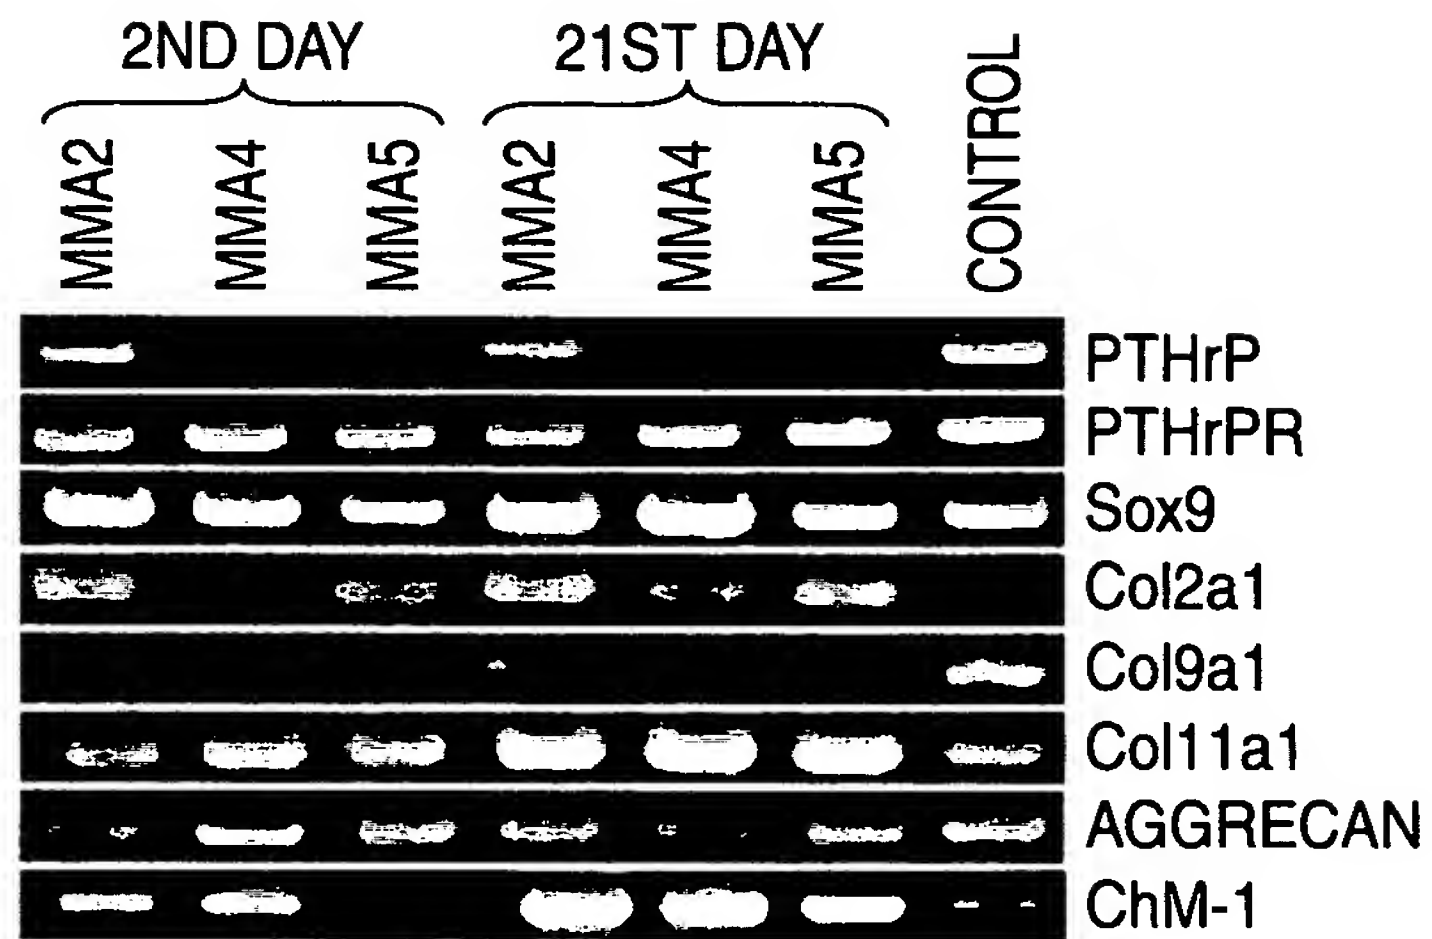 2ND DAY 21ST DAY
MMA2 MMA4 MMA5 MMA2 MMA4 MMA5 CONTROL
PTHrP
PTHrPR
Sox9
Col2a1
Col9a1
Col11a1
AGGRECAN
ChM-1